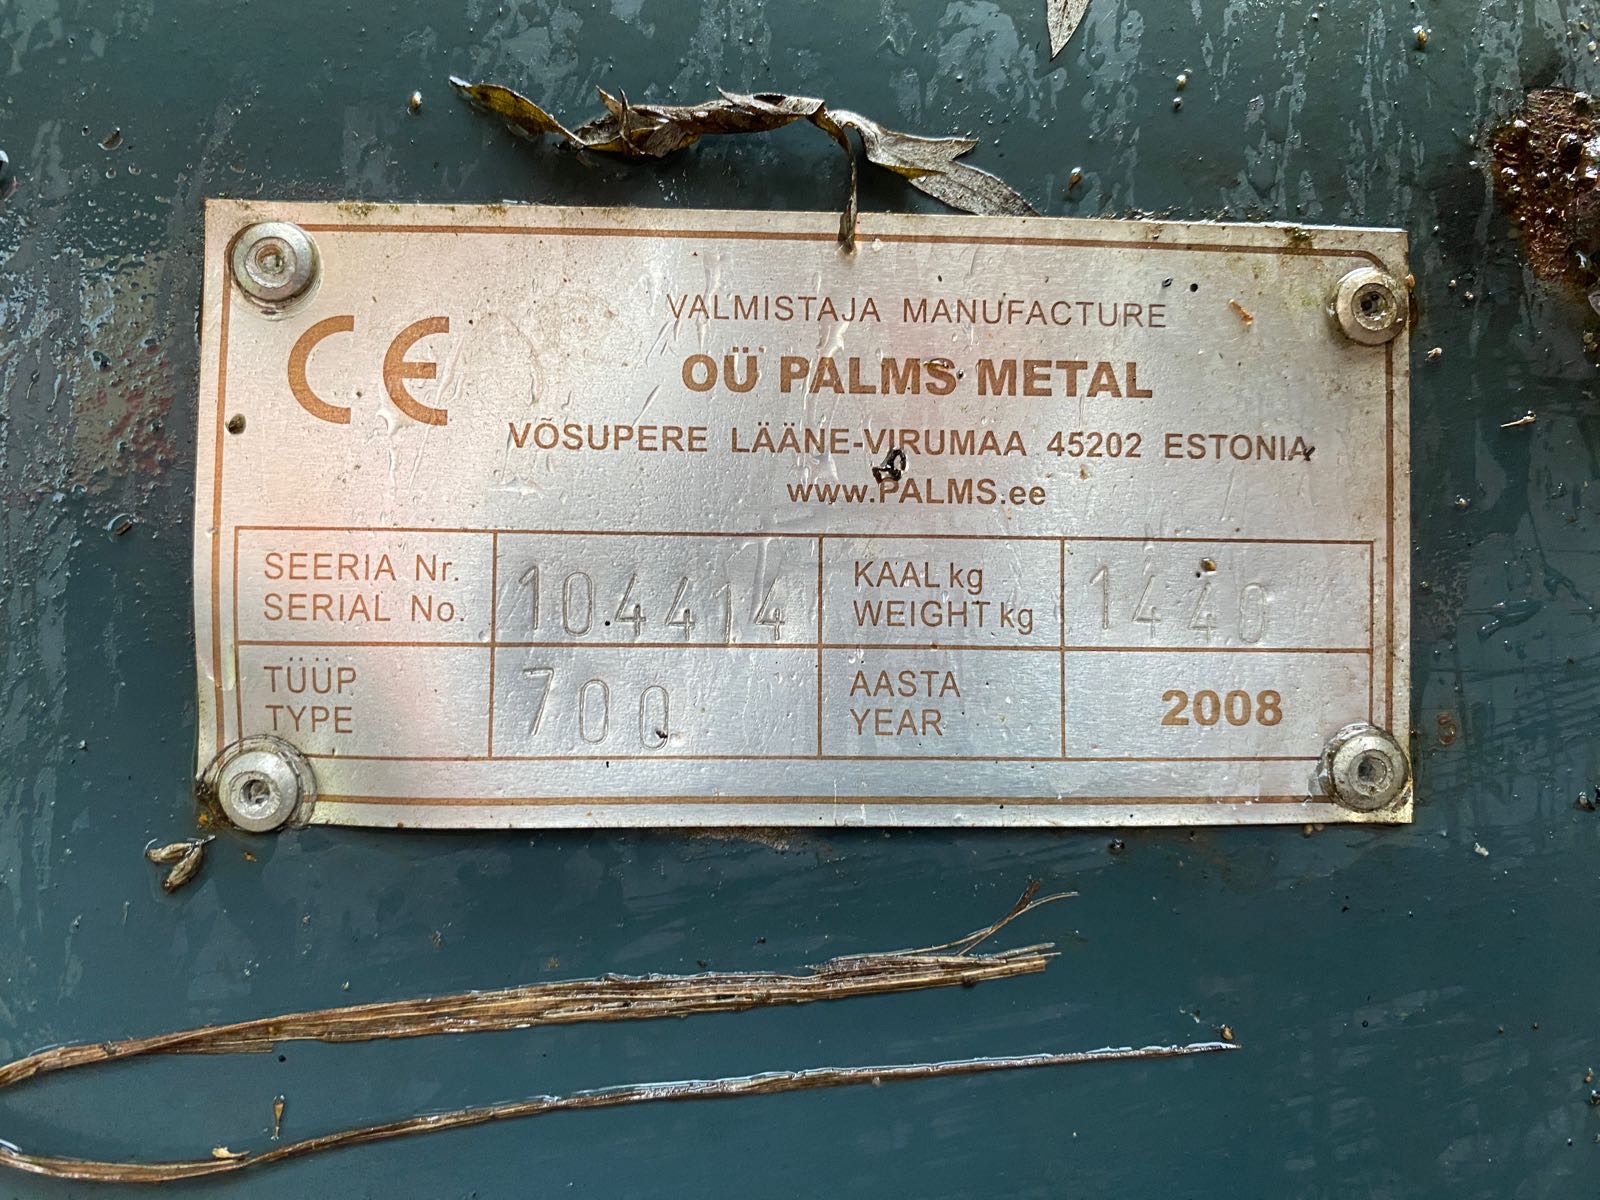 CE
VALMISTAJA MANUFACTURE
OÜ PALMS METAL
VÕSUPERE LÄÄNE-VIRUMAA 45202 ESTONIA
www.PALMS.ee
SEERIA Nr.
SERIAL No.
104414
KAAL kg
WEIGHT kg
1440
TÜÜP
TYPE
700
AASTA
YEAR
2008